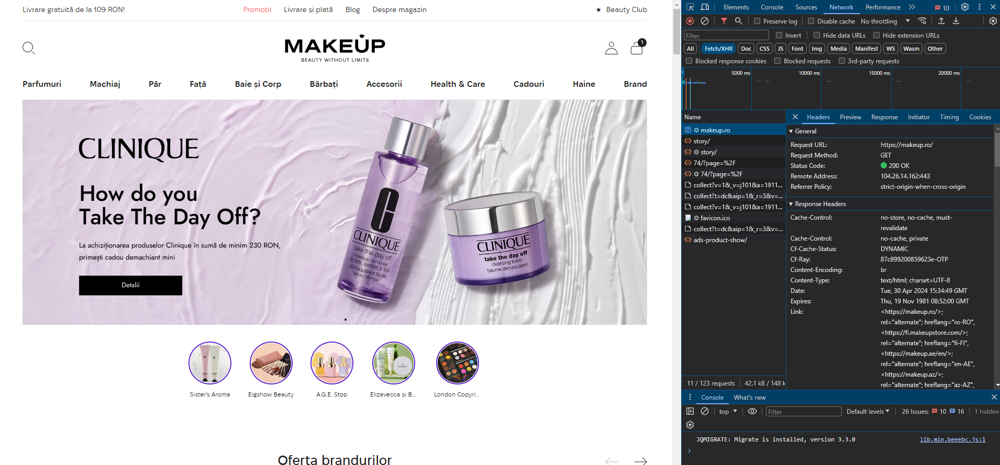 Livrare gratuită de la 109 RON!
Promoții
Livrare și plată
Blog
Despre magazin
★ Beauty Club
MAKEUP
BEAUTY WITHOUT LIMITS
1
Parfumuri
Machiaj
Păr
Față
Baie și Corp
Bărbați
Accesorii
Health & Care
Cadouri
Haine
Brand
CLINIQUE
How do you
Take The Day Off?
La achiziționarea produselor Clinique în sumă de minim 230 RON,
primești cadou demachiant mini
Detalii
CLINIQUE
take the day off
makeup remover
for lids, lashes & lips
démaquillant facile
yeux/lèvres
CLINIQUE
take the day off
cleansing balm
baume démaquillant
Sister's Aroma
Eigshow Beauty
A.G.E. Stop
Elizavecca și B...
London Copyri...
Oferta brandurilor
Elements
Console
Sources
Network
Performance
10
Preserve log
Disable cache
No throttling
Filter
Invert
Hide data URLs
Hide extension URLs
All
Fetch/XHR
Doc
CSS
JS
Font
Img
Media
Manifest
WS
Wasm
Other
Blocked response cookies
Blocked requests
3rd-party requests
5000 ms
10000 ms
15000 ms
20000 ms
Name
makeup.ro
story/
story/
74/?page=%2F
74/?page=%2F
collect?v=1&_v=j101&a=1911...
collect?t=dc&aip=1&_r=3&v=...
collect?v=1&_v=j101&a=1911...
favicon.ico
collect?t=dc&aip=1&_r=3&v=...
ads-product-show/
11 / 123 requests
42.1 kB / 148 k
Headers
Preview
Response
Initiator
Timing
Cookies
General
Request URL: https://makeup.ro/
Request Method: GET
Status Code: 200 OK
Remote Address: 104.26.14.162:443
Referrer Policy: strict-origin-when-cross-origin
Response Headers
Cache-Control: no-store, no-cache, must-
revalidate
Cache-Control: no-cache, private
Cf-Cache-Status: DYNAMIC
Cf-Ray: 87c899200859623e-OTP
Content-Encoding: br
Content-Type: text/html; charset=UTF-8
Date: Tue, 30 Apr 2024 15:34:49 GMT
Expires: Thu, 19 Nov 1981 08:52:00 GMT
Link: <https://makeup.ro/>;
rel="alternate"; hreflang="ro-RO",
<https://fi.makeupstore.com/>;
rel="alternate"; hreflang="fi-FI",
<https://makeup.ae/en/>;
rel="alternate"; hreflang="en-AE",
<https://makeup.az/>;
rel="alternate"; hreflang="az-AZ",
Console
What's new
top
Filter
Default levels
26 Issues: 10 16
1 hidden
JQMIGRATE: Migrate is installed, version 3.3.0
lib.min.beeebc.js:1